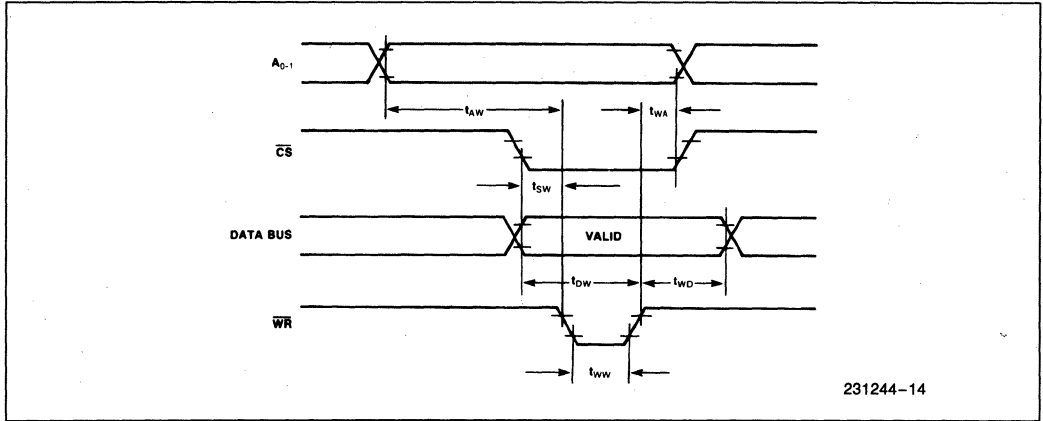 A0-1
tAW
tWA
CS
tSW
DATA BUS
VALID
tDW
tWD
WR
tWW
231244-14